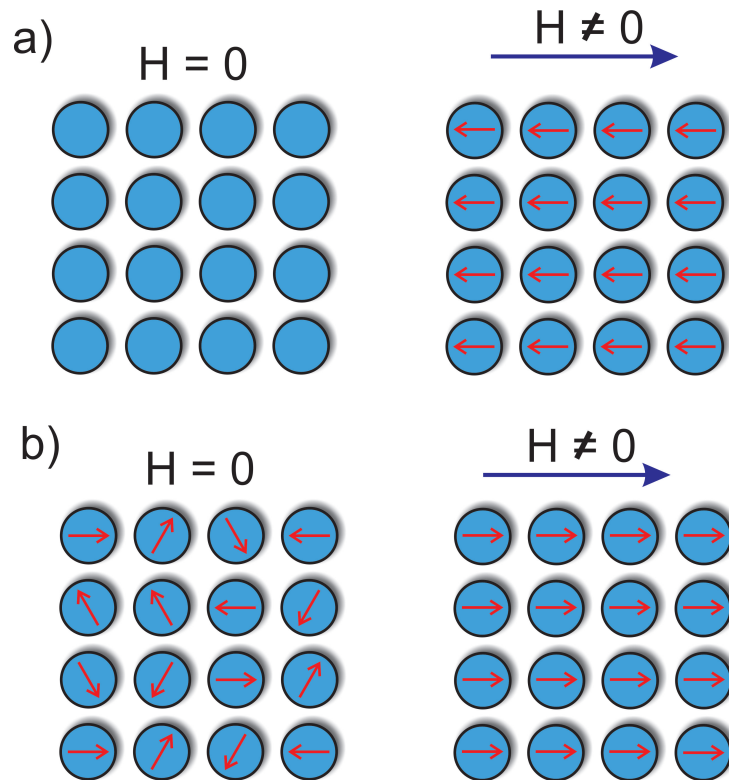 a)
H = 0
H ≠ 0
b)
H = 0
H ≠ 0